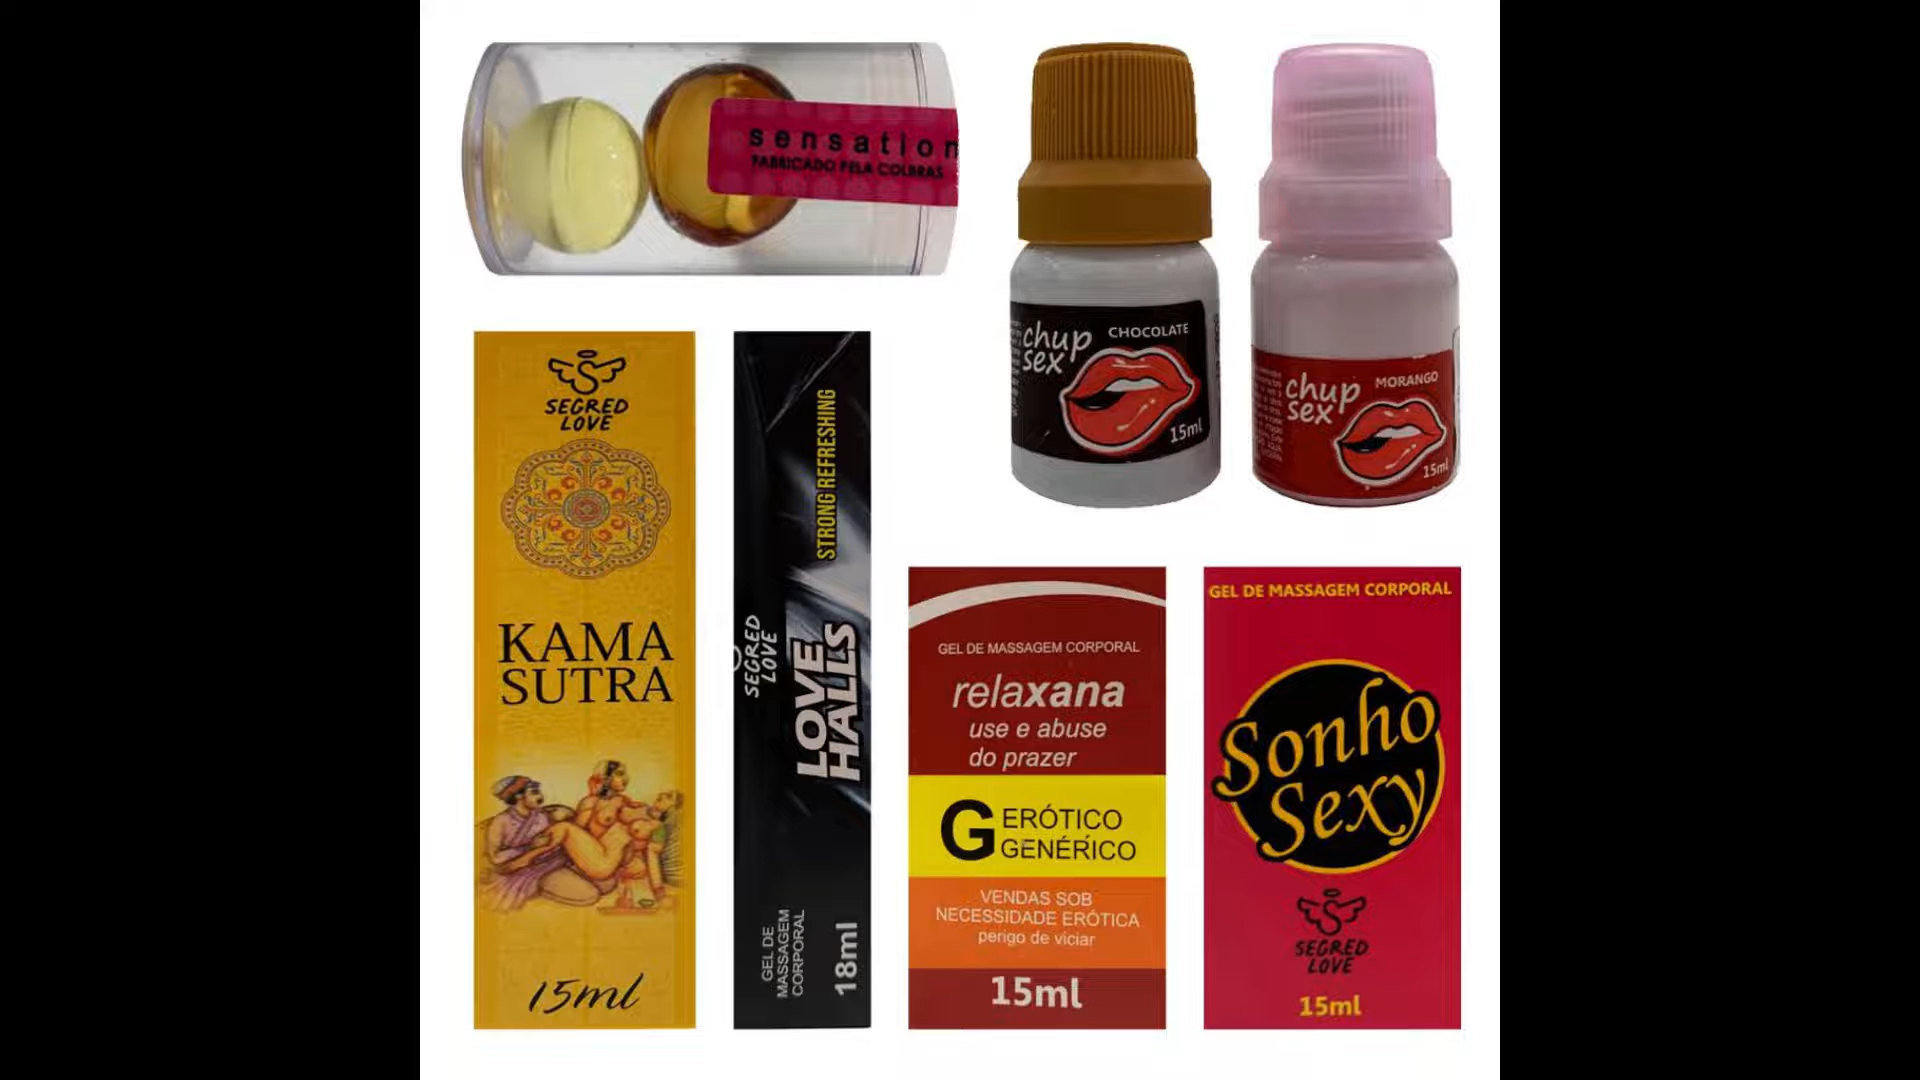 sensation
FABRICADO PELA COLBRAS
chup
sex
CHOCOLATE
15ml
chup
sex
MORANGO
15ml
SEGRED
LOVE
KAMA
SUTRA
15ml
STRONG REFRESHING
SEGRED
LOVE
LOVE
HALLS
GEL DE
MASSAGEM
CORPORAL
18ml
GEL DE MASSAGEM CORPORAL
relaxana
use e abuse
do prazer
G ERÓTICO
GENÉRICO
VENDAS SOB
NECESSIDADE ERÓTICA
perigo de viciar
15ml
GEL DE MASSAGEM CORPORAL
Sonho
Sexy
SEGRED
LOVE
15ml